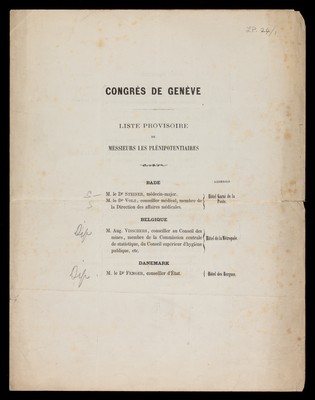 CONGRÈS DE GENÈVE
LISTE PROVISOIRE
DE
MESSIEURS LES PLÉNIPOTENTIAIRES
BADE
M. le Dr STEINER, médecin-major.
M. le Dr VOLZ, conseiller médical, membre de
la Direction des affaires médicales.
Hôtel Garni de la
Poste.
BELGIQUE
Dép.
M. Aug. VISSCHERS, conseiller au Conseil des
mines, membre de la Commission centrale
de statistique, du Conseil supérieur d'hygiène
publique, etc.
Hôtel de la Métropole.
DANEMARK
Dép.
M. le Dr FENGER, conseiller d'État.
Hôtel des Bergues.